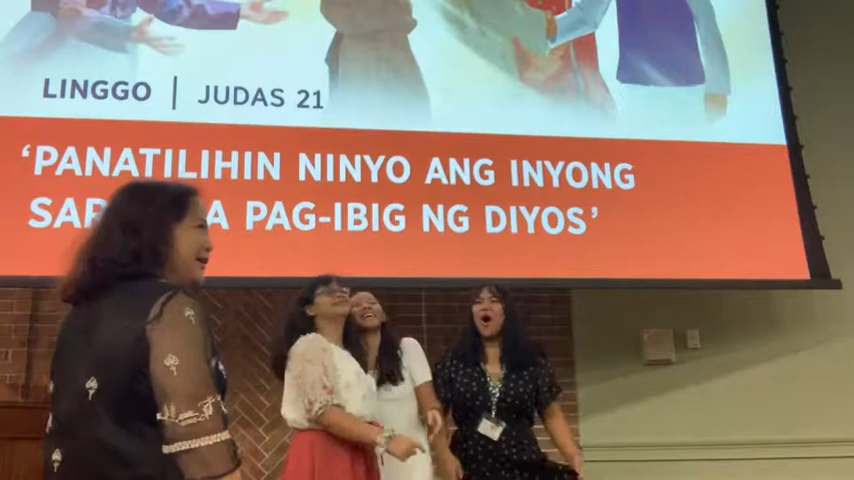 LINGGO | JUDAS 21
‘PANATILIHIN NINYO ANG INYONG
PAG-IBIG NG DIYOS’